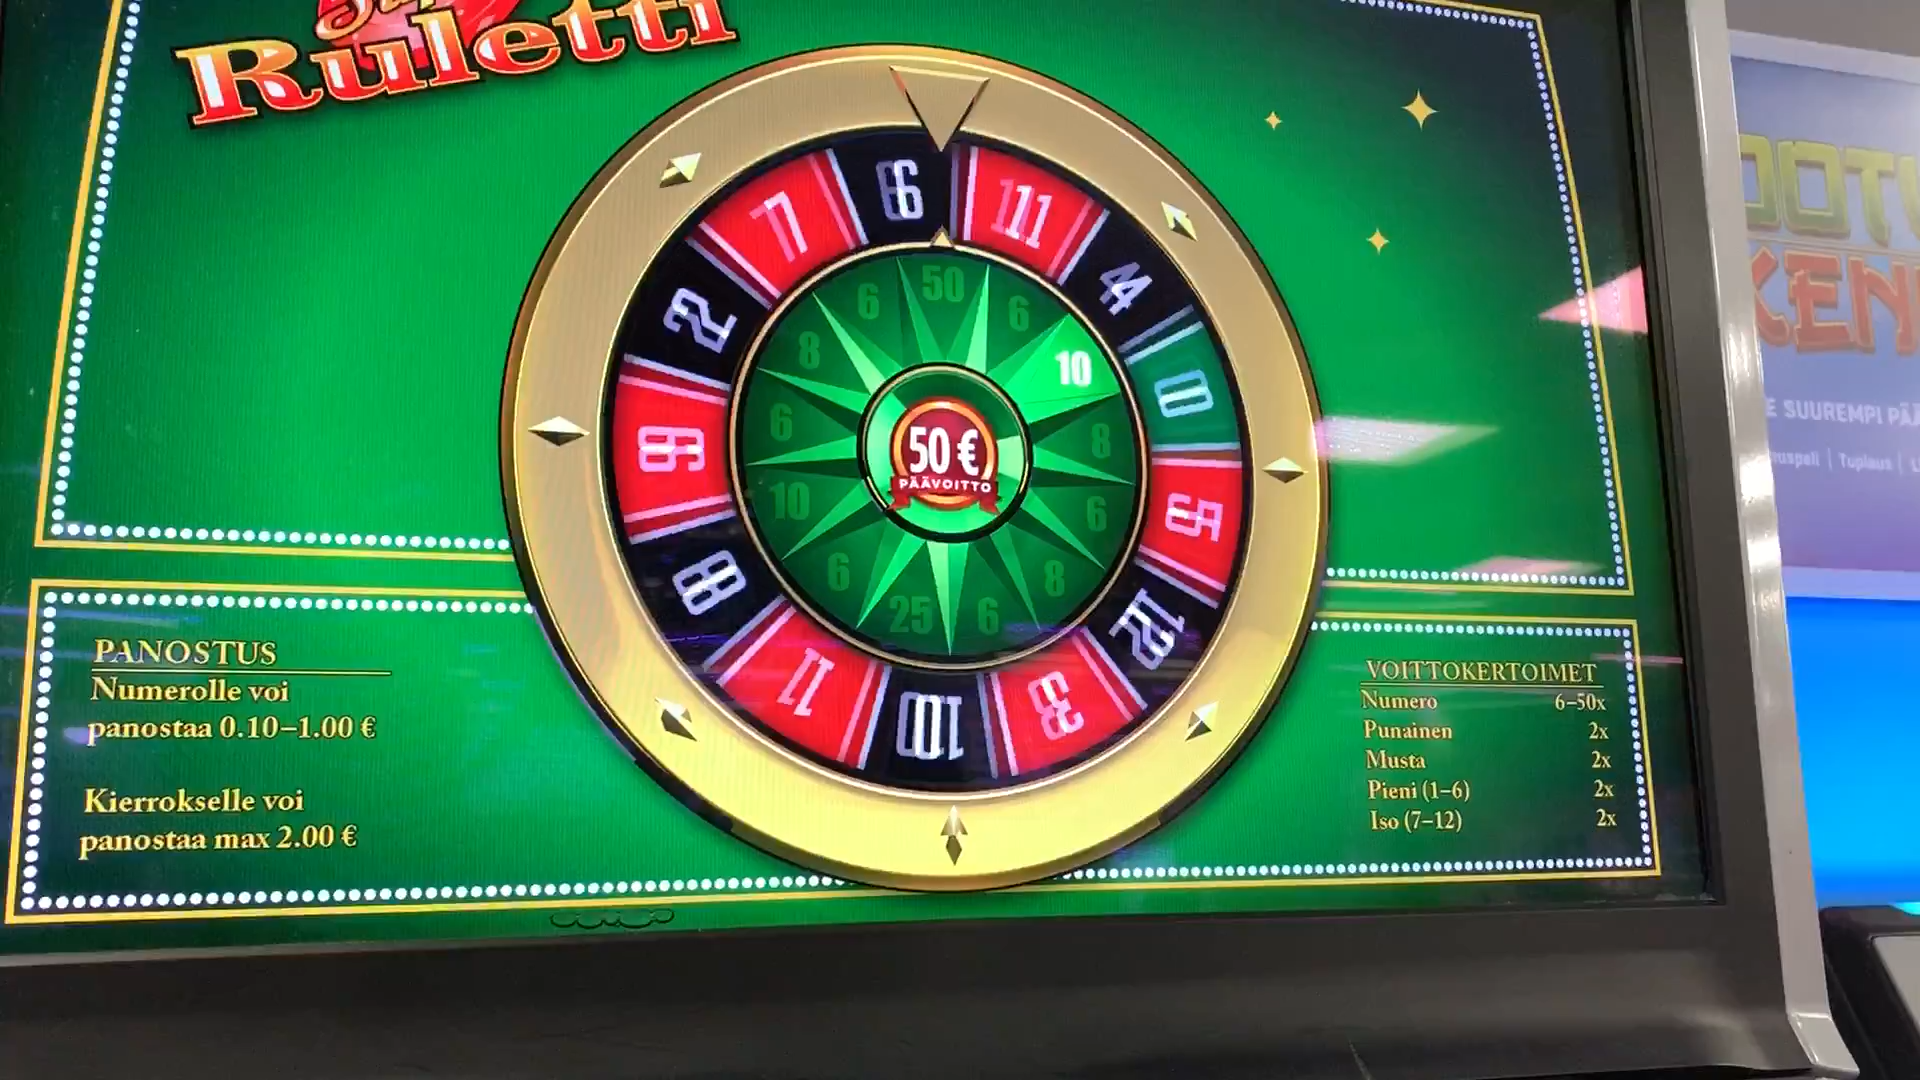 Ruletti
6
11
4
0
5
12
3
10
1
8
9
2
7
50
6
10
8
6
8
6
25
6
10
6
8
6
50 €
PÄÄVOITTO
PANOSTUS
Numerolle voi
panostaa 0.10–1.00 €
Kierrokselle voi
panostaa max 2.00 €
VOITTOKERTOIMET
Numero 6–50x
Punainen 2x
Musta 2x
Pieni (1–6) 2x
Iso (7–12) 2x
SUUREMPI
Tuplaus